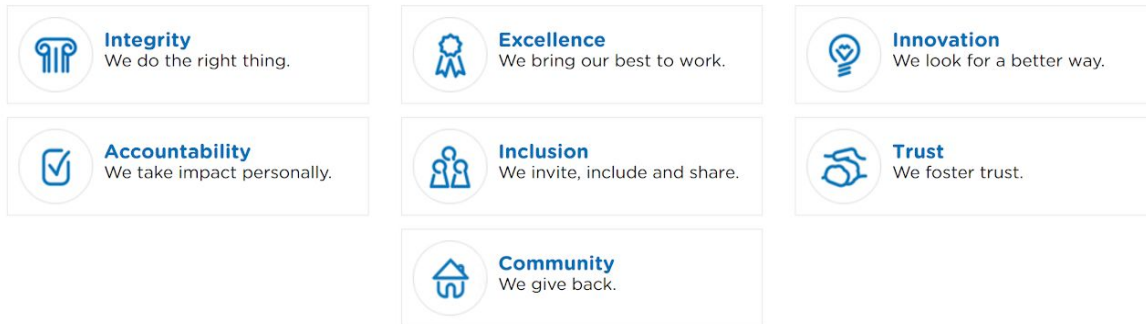 Integrity
We do the right thing.
Excellence
We bring our best to work.
Innovation
We look for a better way.
Accountability
We take impact personally.
Inclusion
We invite, include and share.
Trust
We foster trust.
Community
We give back.